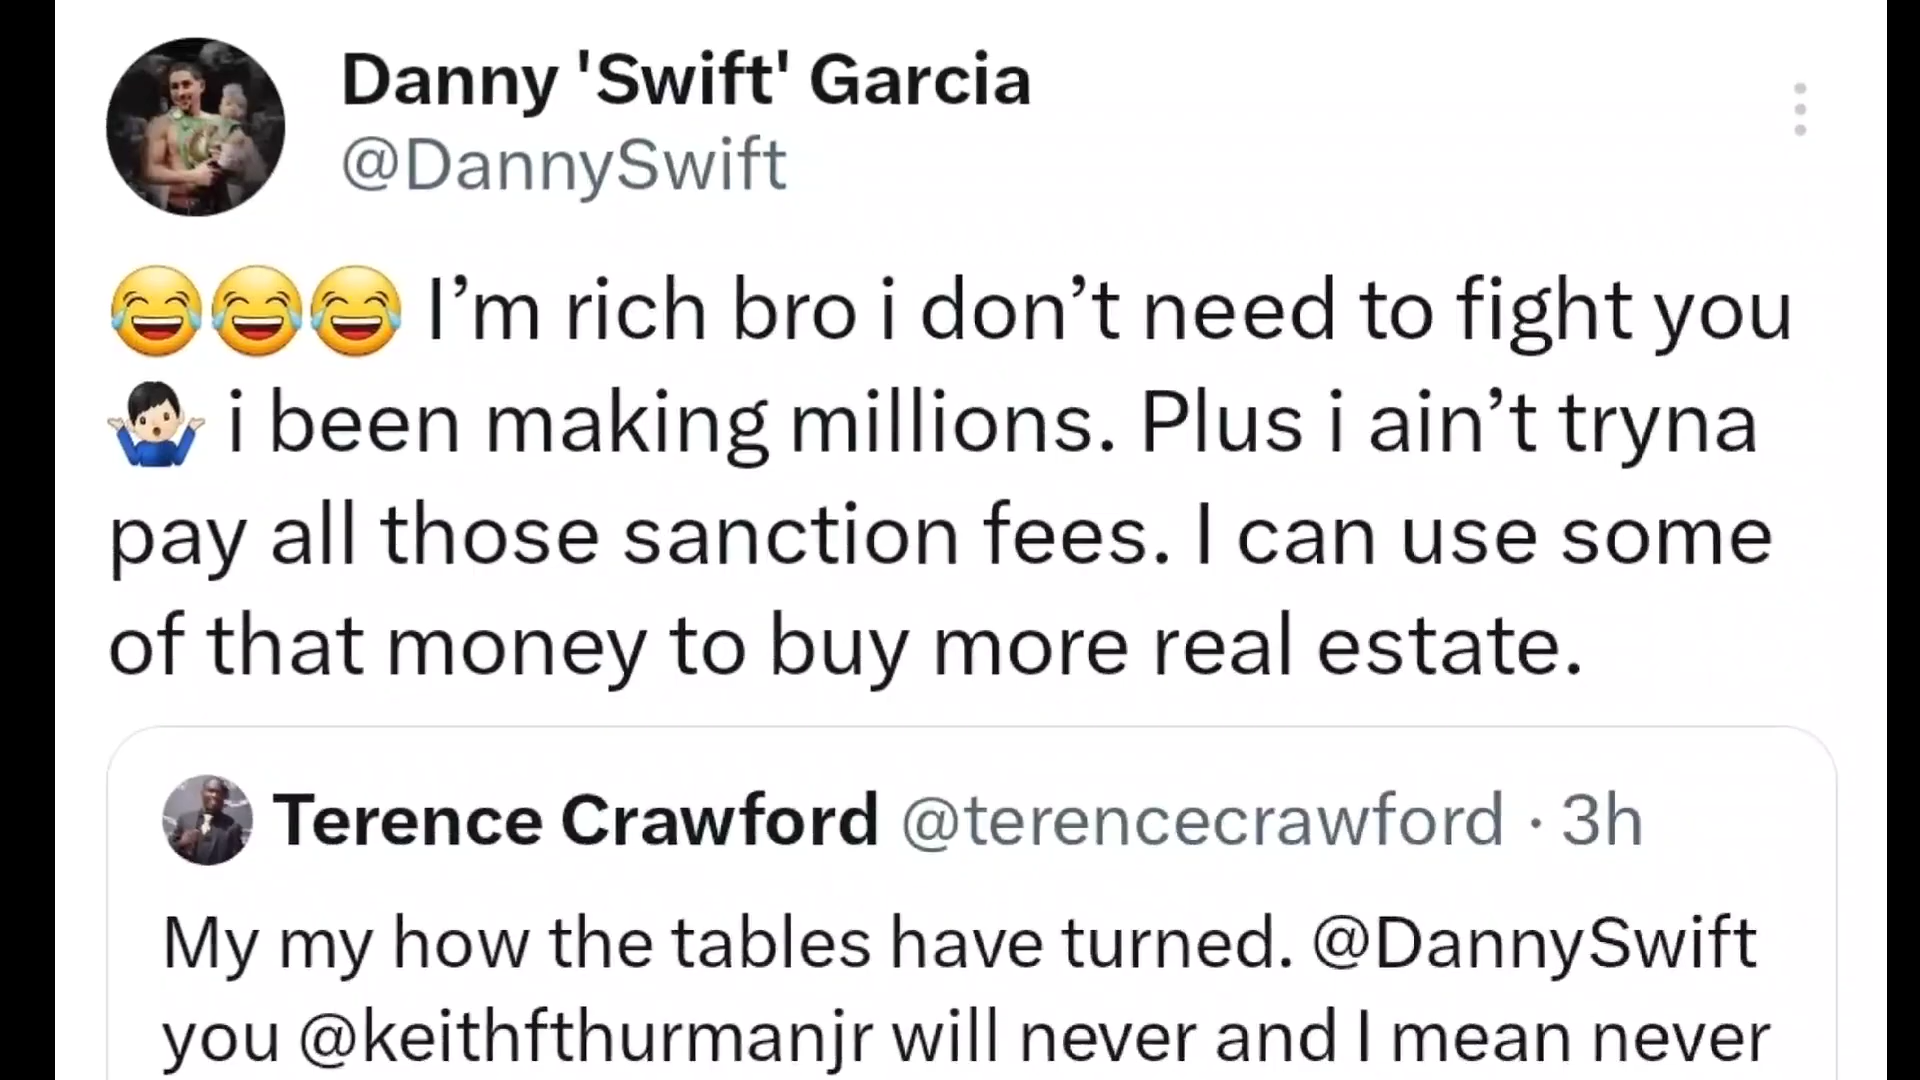 Danny 'Swift' Garcia
@DannySwift
😂😂😂 I’m rich bro i don’t need to fight you
🤷🏻‍♂️ i been making millions. Plus i ain’t tryna
pay all those sanction fees. I can use some
of that money to buy more real estate.
Terence Crawford @terencecrawford · 3h
My my how the tables have turned. @DannySwift
you @keithfthurmanjr will never and I mean never